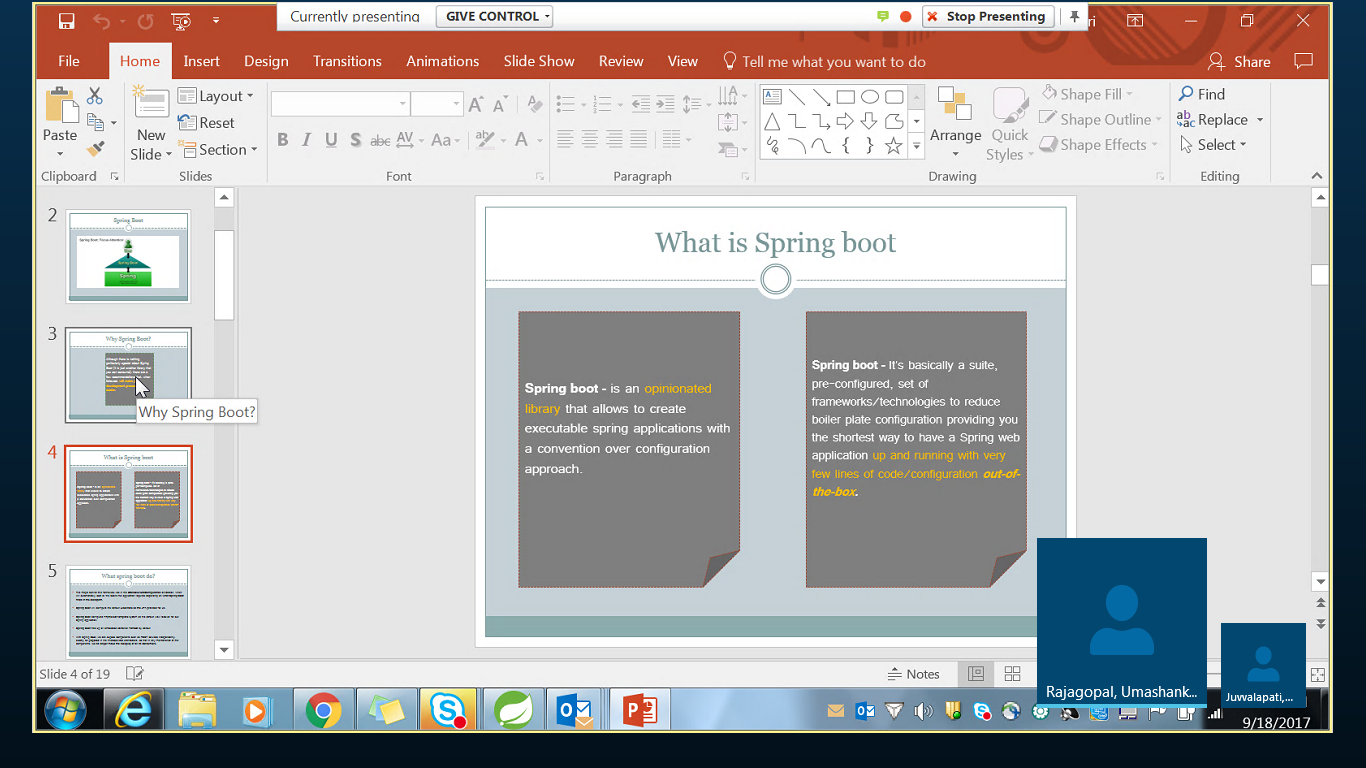 Currently presenting
GIVE CONTROL
Stop Presenting
ri
File
Home
Insert
Design
Transitions
Animations
Slide Show
Review
View
Tell me what you want to do
Share
Paste
New
Slide
Layout
Reset
Section
B I U S abc AV Aa A
Arrange
Quick
Styles
Shape Fill
Shape Outline
Shape Effects
Find
Replace
Select
Clipboard
Slides
Font
Paragraph
Drawing
Editing
2
Spring Boot
3
Why Spring Boot?
Why Spring Boot?
4
What is Spring boot
5
What spring boot do?
What is Spring boot
Spring boot - is an opinionated
library that allows to create
executable spring applications with
a convention over configuration
approach.
Spring boot - It's basically a suite,
pre-configured, set of
frameworks/technologies to reduce
boiler plate configuration providing you
the shortest way to have a Spring web
application up and running with very
few lines of code/configuration out-of-
the-box.
Rajagopal, Umashank...
Juvvalapati,...
Slide 4 of 19
Notes
9/18/2017